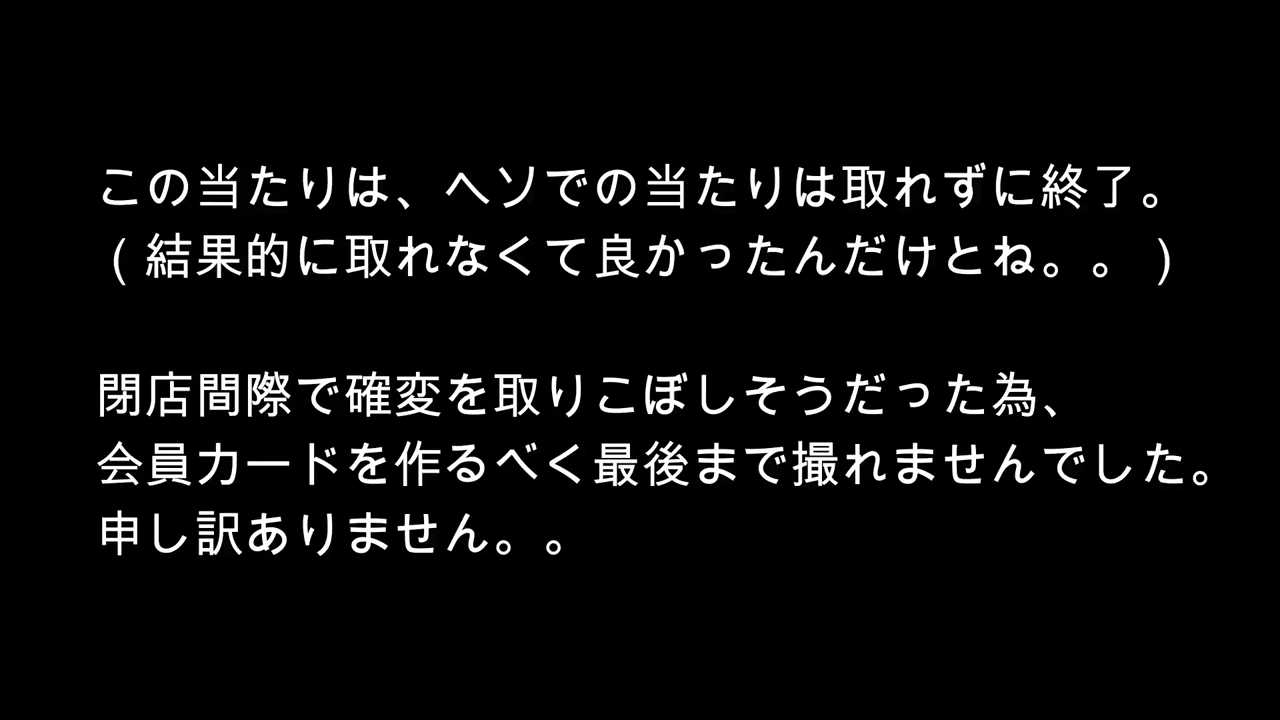 この当たりは、ヘソでの当たりは取れずに終了。
（結果的に取れなくて良かったんだけとね。。）
閉店間際で確変を取りこぼしそうだった為、
会員カードを作るべく最後まで撮れませんでした。
申し訳ありません。。